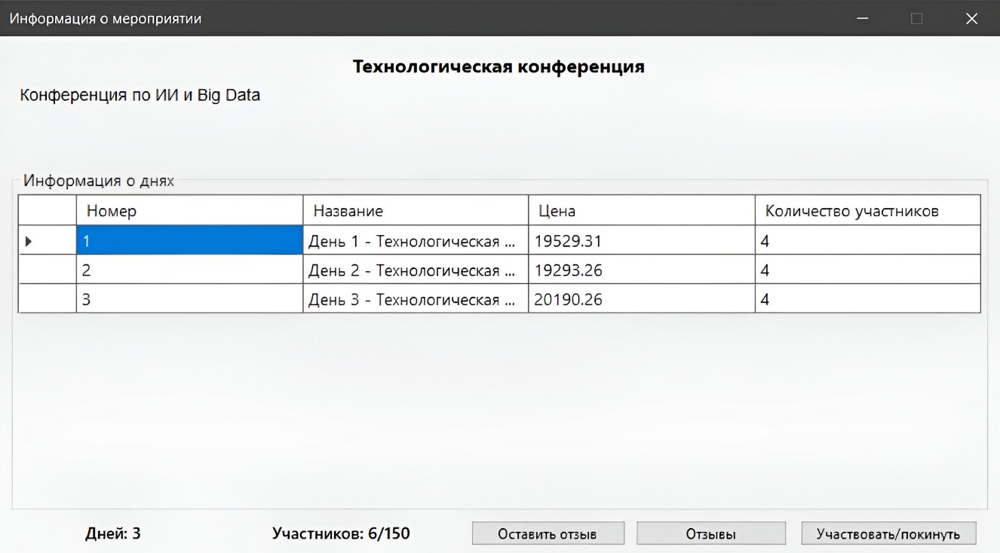 Информация о мероприятии
Технологическая конференция
Конференция по ИИ и Big Data
Информация о днях
Номер Название Цена Количество участников
1 День 1 - Технологическая ... 19529.31 4
2 День 2 - Технологическая ... 19293.26 4
3 День 3 - Технологическая ... 20190.26 4
Дней: 3 Участников: 6/150 Оставить отзыв Отзывы Участвовать/покинуть